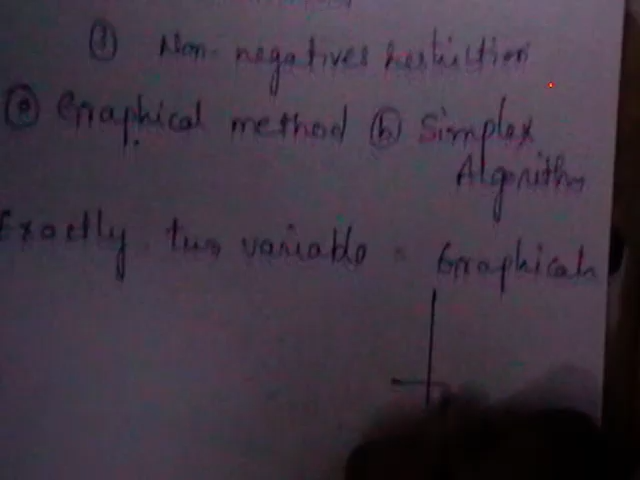 ③ Non-negatives restriction
ⓐ Graphical method ⓑ Simplex
Algorithm
Exactly two variable = Graphical